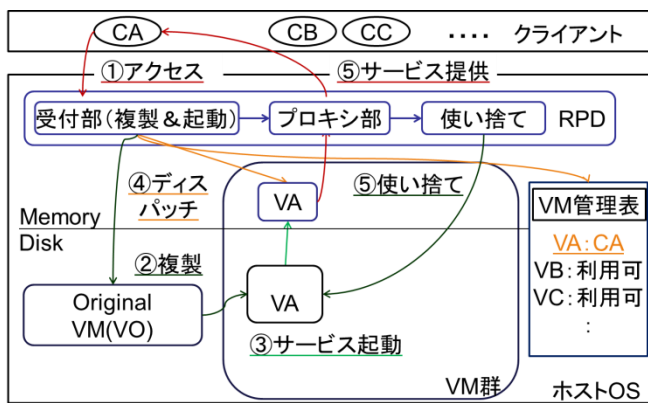 CA
CB
CC
....
クライアント
①アクセス
⑤サービス提供
受付部(複製&起動)
プロキシ部
使い捨て
RPD
④ディス
パッチ
VA
⑤使い捨て
VM管理表
Memory
Disk
VA:CA
②複製
VB:利用可
VC:利用可
:
Original
VM(VO)
VA
③サービス起動
VM群
ホストOS